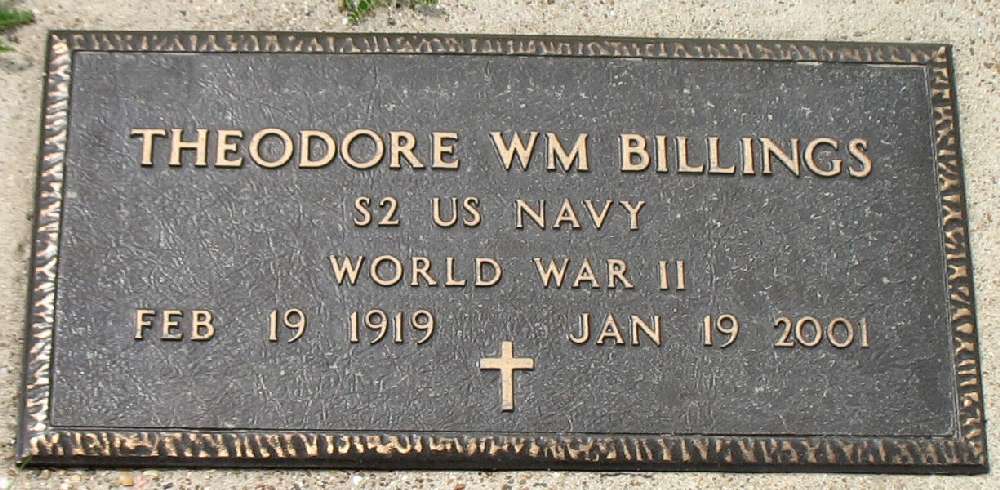 THEODORE WM BILLINGS
S2 US NAVY
WORLD WAR II
FEB 19 1919 JAN 19 2001